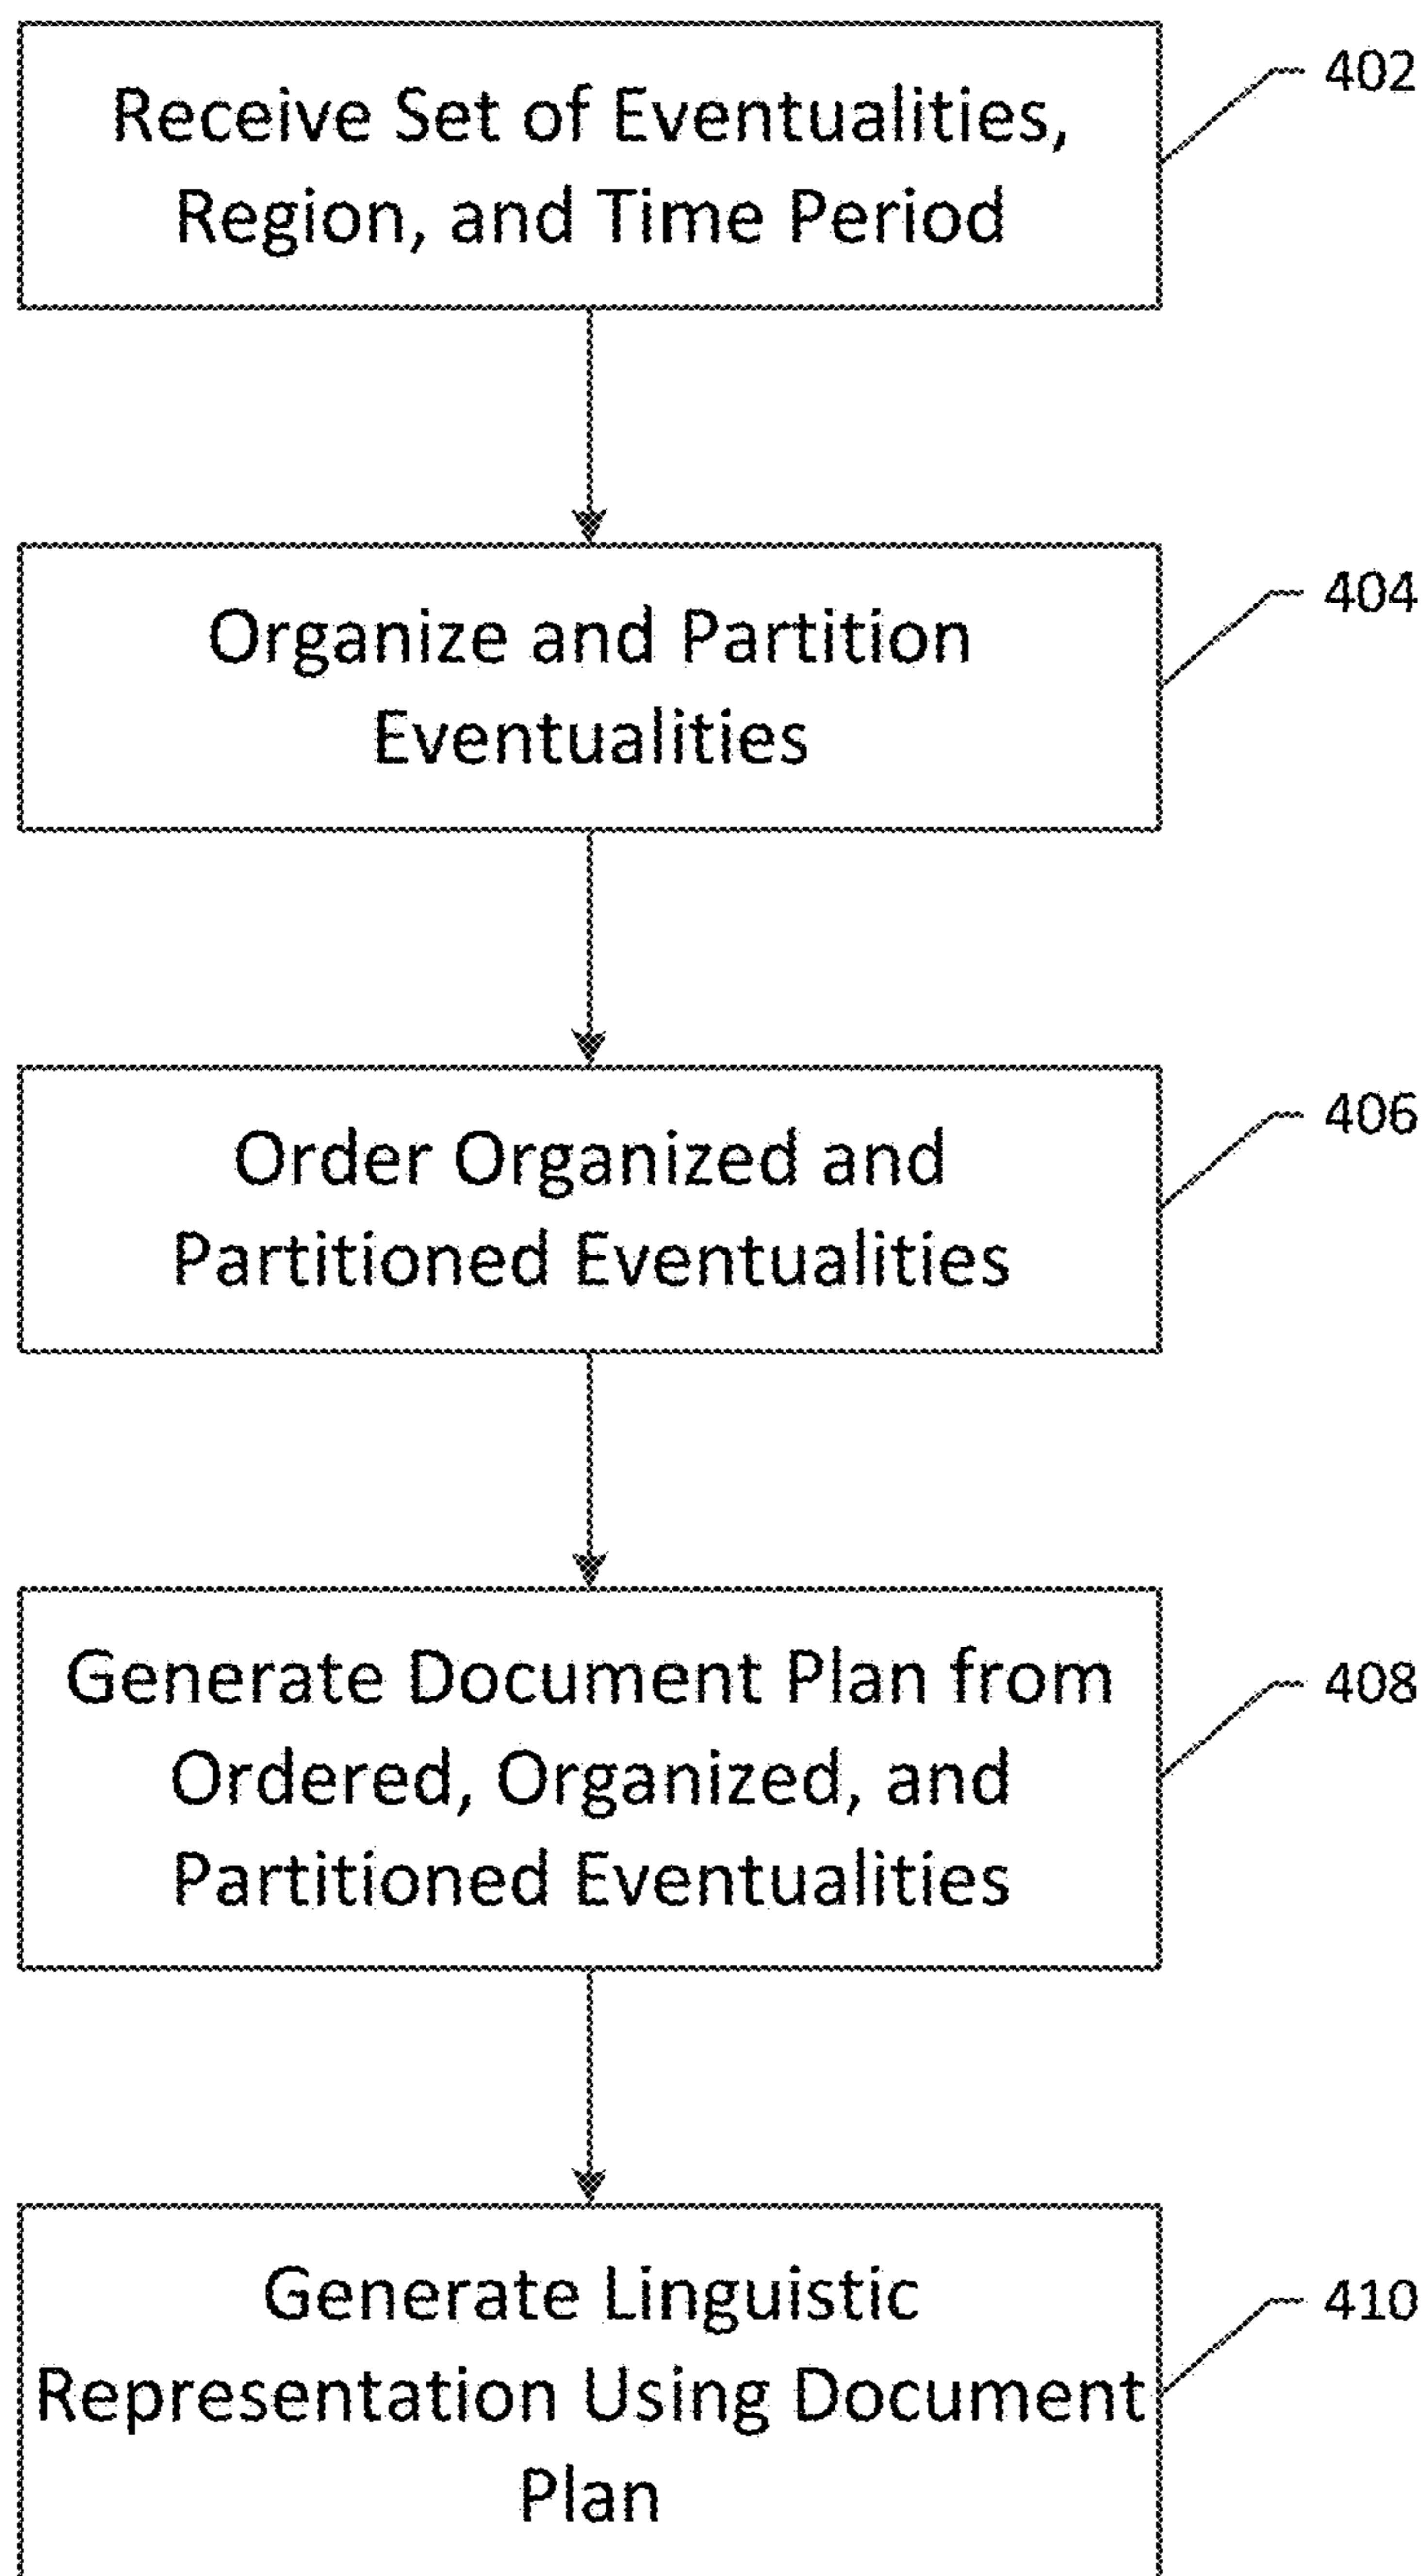 Receive Set of Eventualities,
Region, and Time Period
402
Organize and Partition
Eventualities
404
Order Organized and
Partitioned Eventualities
406
Generate Document Plan from
Ordered, Organized, and
Partitioned Eventualities
408
Generate Linguistic
Representation Using Document
Plan
410